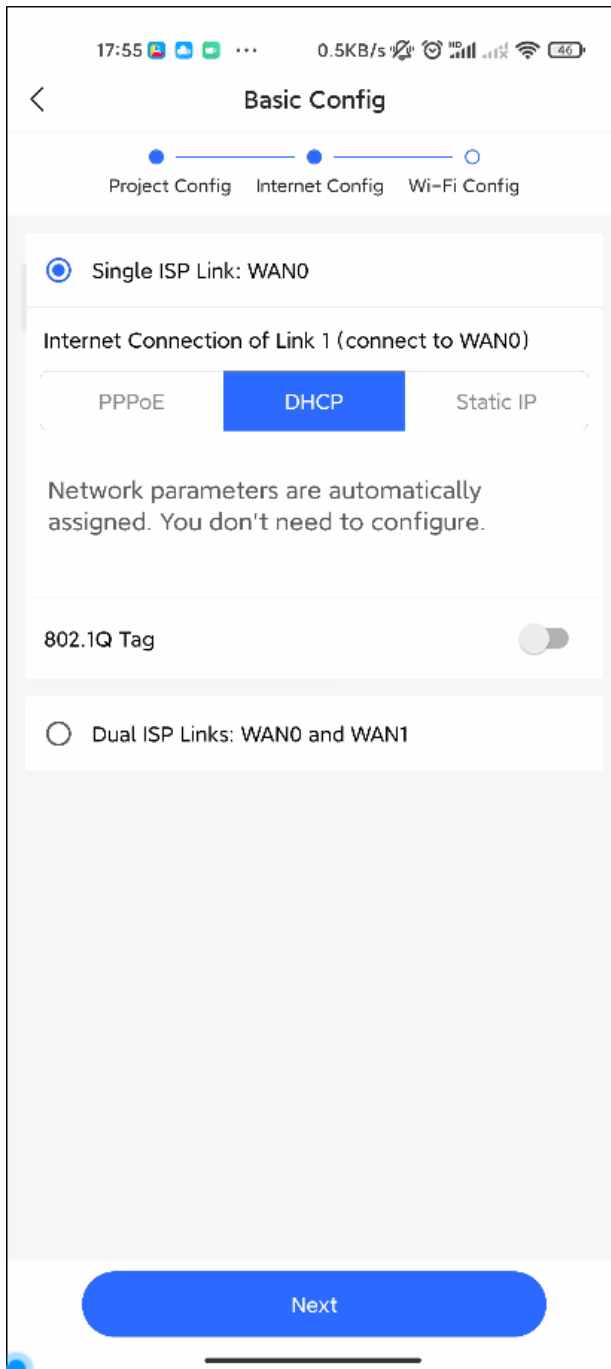 17:55 ··· 0.5KB/s HD 46
Basic Config
Project Config Internet Config Wi-Fi Config
Single ISP Link: WAN0
Internet Connection of Link 1 (connect to WAN0)
PPPoE DHCP Static IP
Network parameters are automatically
assigned. You don't need to configure.
802.1Q Tag
Dual ISP Links: WAN0 and WAN1
Next